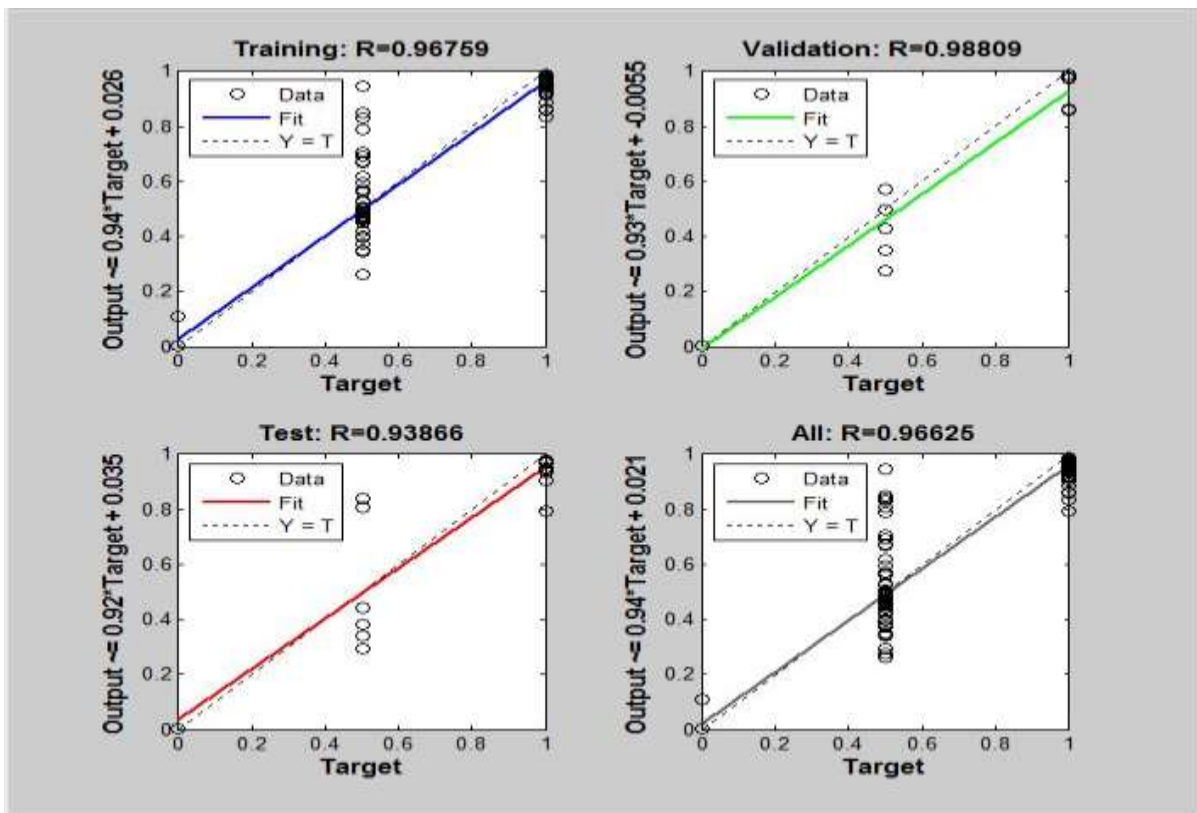 Training: R=0.96759
Output ~= 0.94*Target + 0.026
1
0.8
0.6
0.4
0.2
0
Data
Fit
Y = T
0 0.2 0.4 0.6 0.8 1
Target
Validation: R=0.98809
Output ~= 0.93*Target + -0.0055
1
0.8
0.6
0.4
0.2
0
Data
Fit
Y = T
0 0.2 0.4 0.6 0.8 1
Target
Test: R=0.93866
Output ~= 0.92*Target + 0.035
1
0.8
0.6
0.4
0.2
0
Data
Fit
Y = T
0 0.2 0.4 0.6 0.8 1
Target
All: R=0.96625
Output ~= 0.94*Target + 0.021
1
0.8
0.6
0.4
0.2
0
Data
Fit
Y = T
0 0.2 0.4 0.6 0.8 1
Target